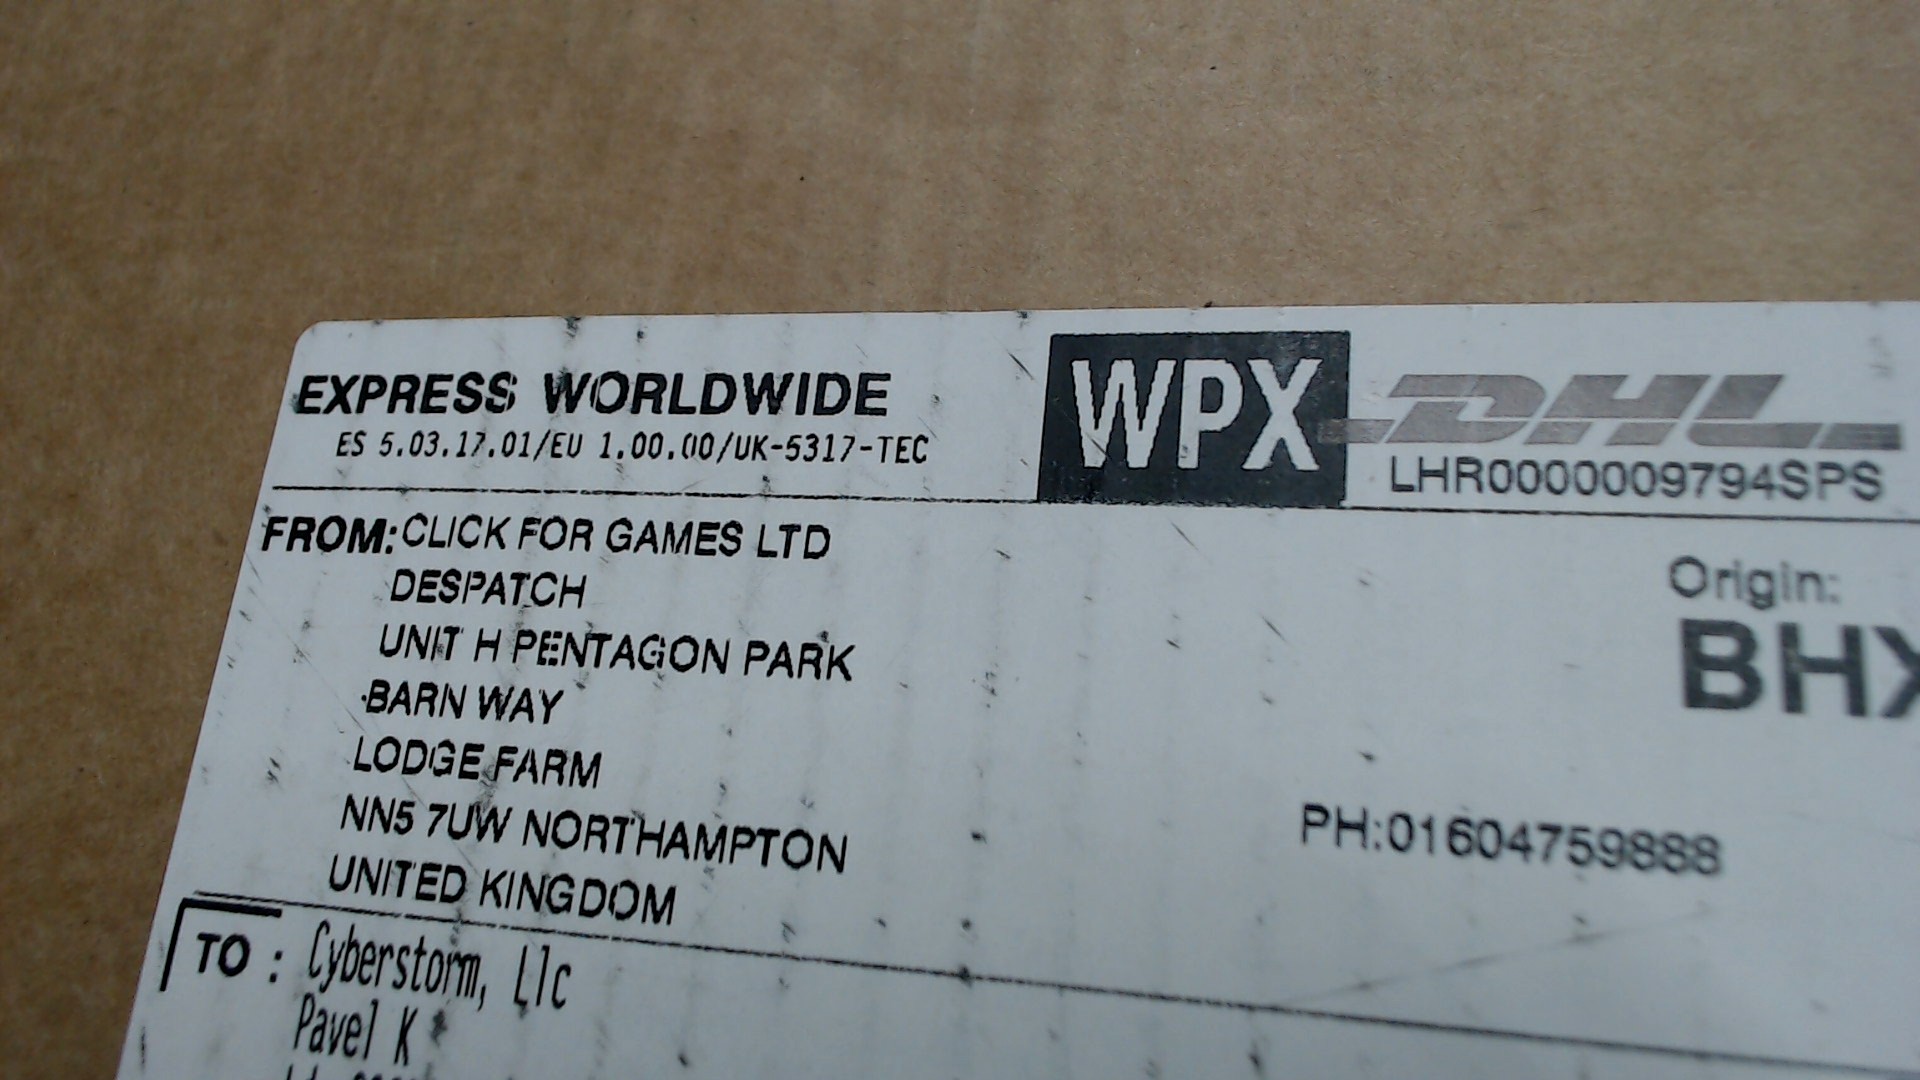 EXPRESS WORLDWIDE
ES 5.03.17.01/EU 1.00.00/UK-5317-TEC
WPX
DHL
LHR0000009794SPS
FROM: CLICK FOR GAMES LTD
DESPATCH
UNIT H PENTAGON PARK
BARN WAY
LODGE FARM
NN5 7UW NORTHAMPTON
UNITED KINGDOM
Origin:
BHX
PH:01604759888
TO : Cyberstorm, Llc
Pavel K